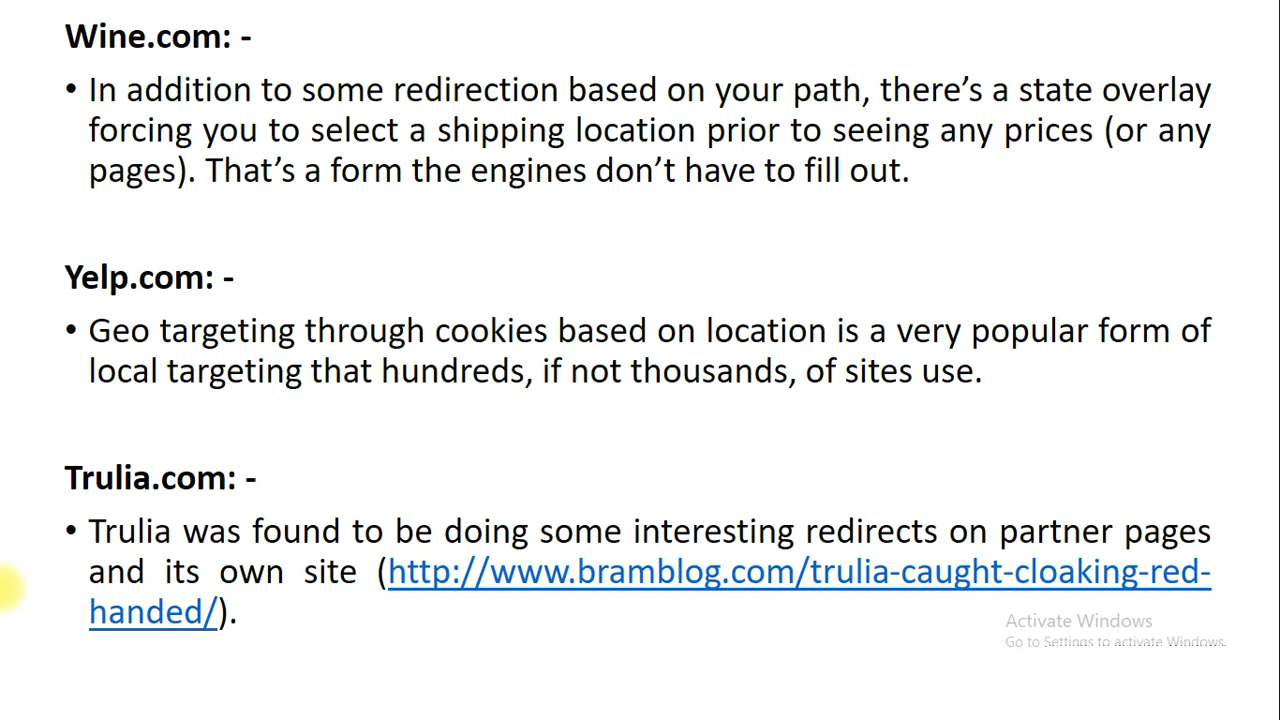 Wine.com: -
• In addition to some redirection based on your path, there’s a state overlay
forcing you to select a shipping location prior to seeing any prices (or any
pages). That’s a form the engines don’t have to fill out.
Yelp.com: -
• Geo targeting through cookies based on location is a very popular form of
local targeting that hundreds, if not thousands, of sites use.
Trulia.com: -
• Trulia was found to be doing some interesting redirects on partner pages
and its own site (http://www.bramblog.com/trulia-caught-cloaking-red-
handed/).
Activate Windows
Go to Settings to activate Windows.